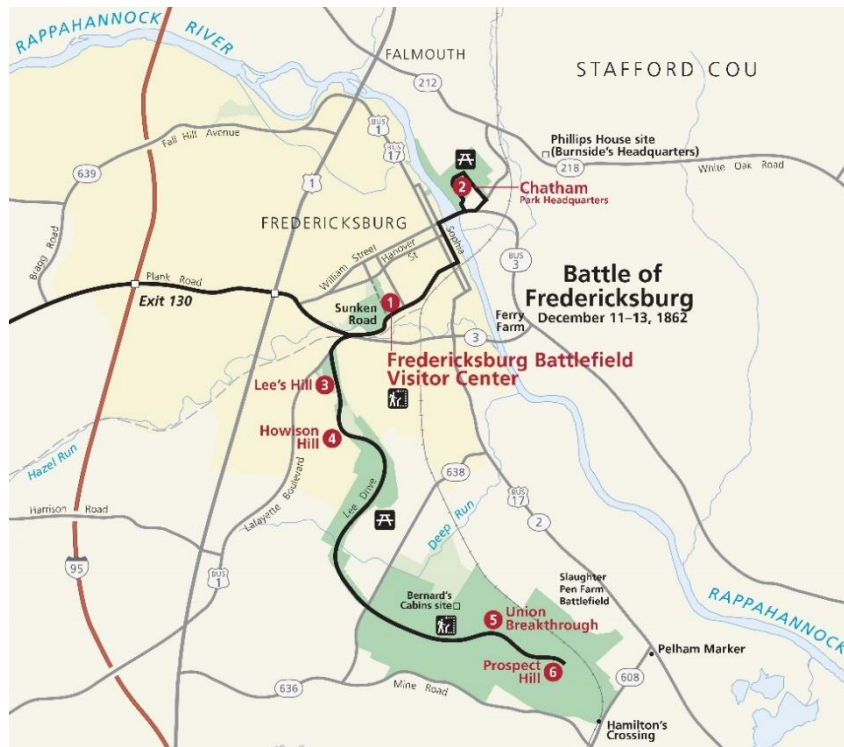 RAPPAHANNOCK
RIVER
FALMOUTH
STAFFORD COU
212
BUS
1
BUS
17
Fall Hill Avenue
639
1
Phillips House site
(Burnside's Headquarters)
218
White Oak Road
2
Chatham
Park Headquarters
FREDERICKSBURG
Bragg Road
William Street
Hanover
St
Sophia
BUS
3
Battle of
Fredericksburg
December 11–13, 1862
Plank Road
Exit 130
Sunken
Road
1
Ferry
Farm
3
Fredericksburg Battlefield
Visitor Center
Lee's Hill
3
Howison
Hill
4
Hazel Run
638
Lafayette Boulevard
Lee Drive
Harrison Road
BUS
17
2
Deep Run
95
BUS
1
Slaughter
Pen Farm
Battlefield
RAPPAHANNOCK
Bernard's
Cabins site
5
Union
Breakthrough
Pelham Marker
Prospect
Hill
6
608
636
Mine Road
Hamilton's
Crossing